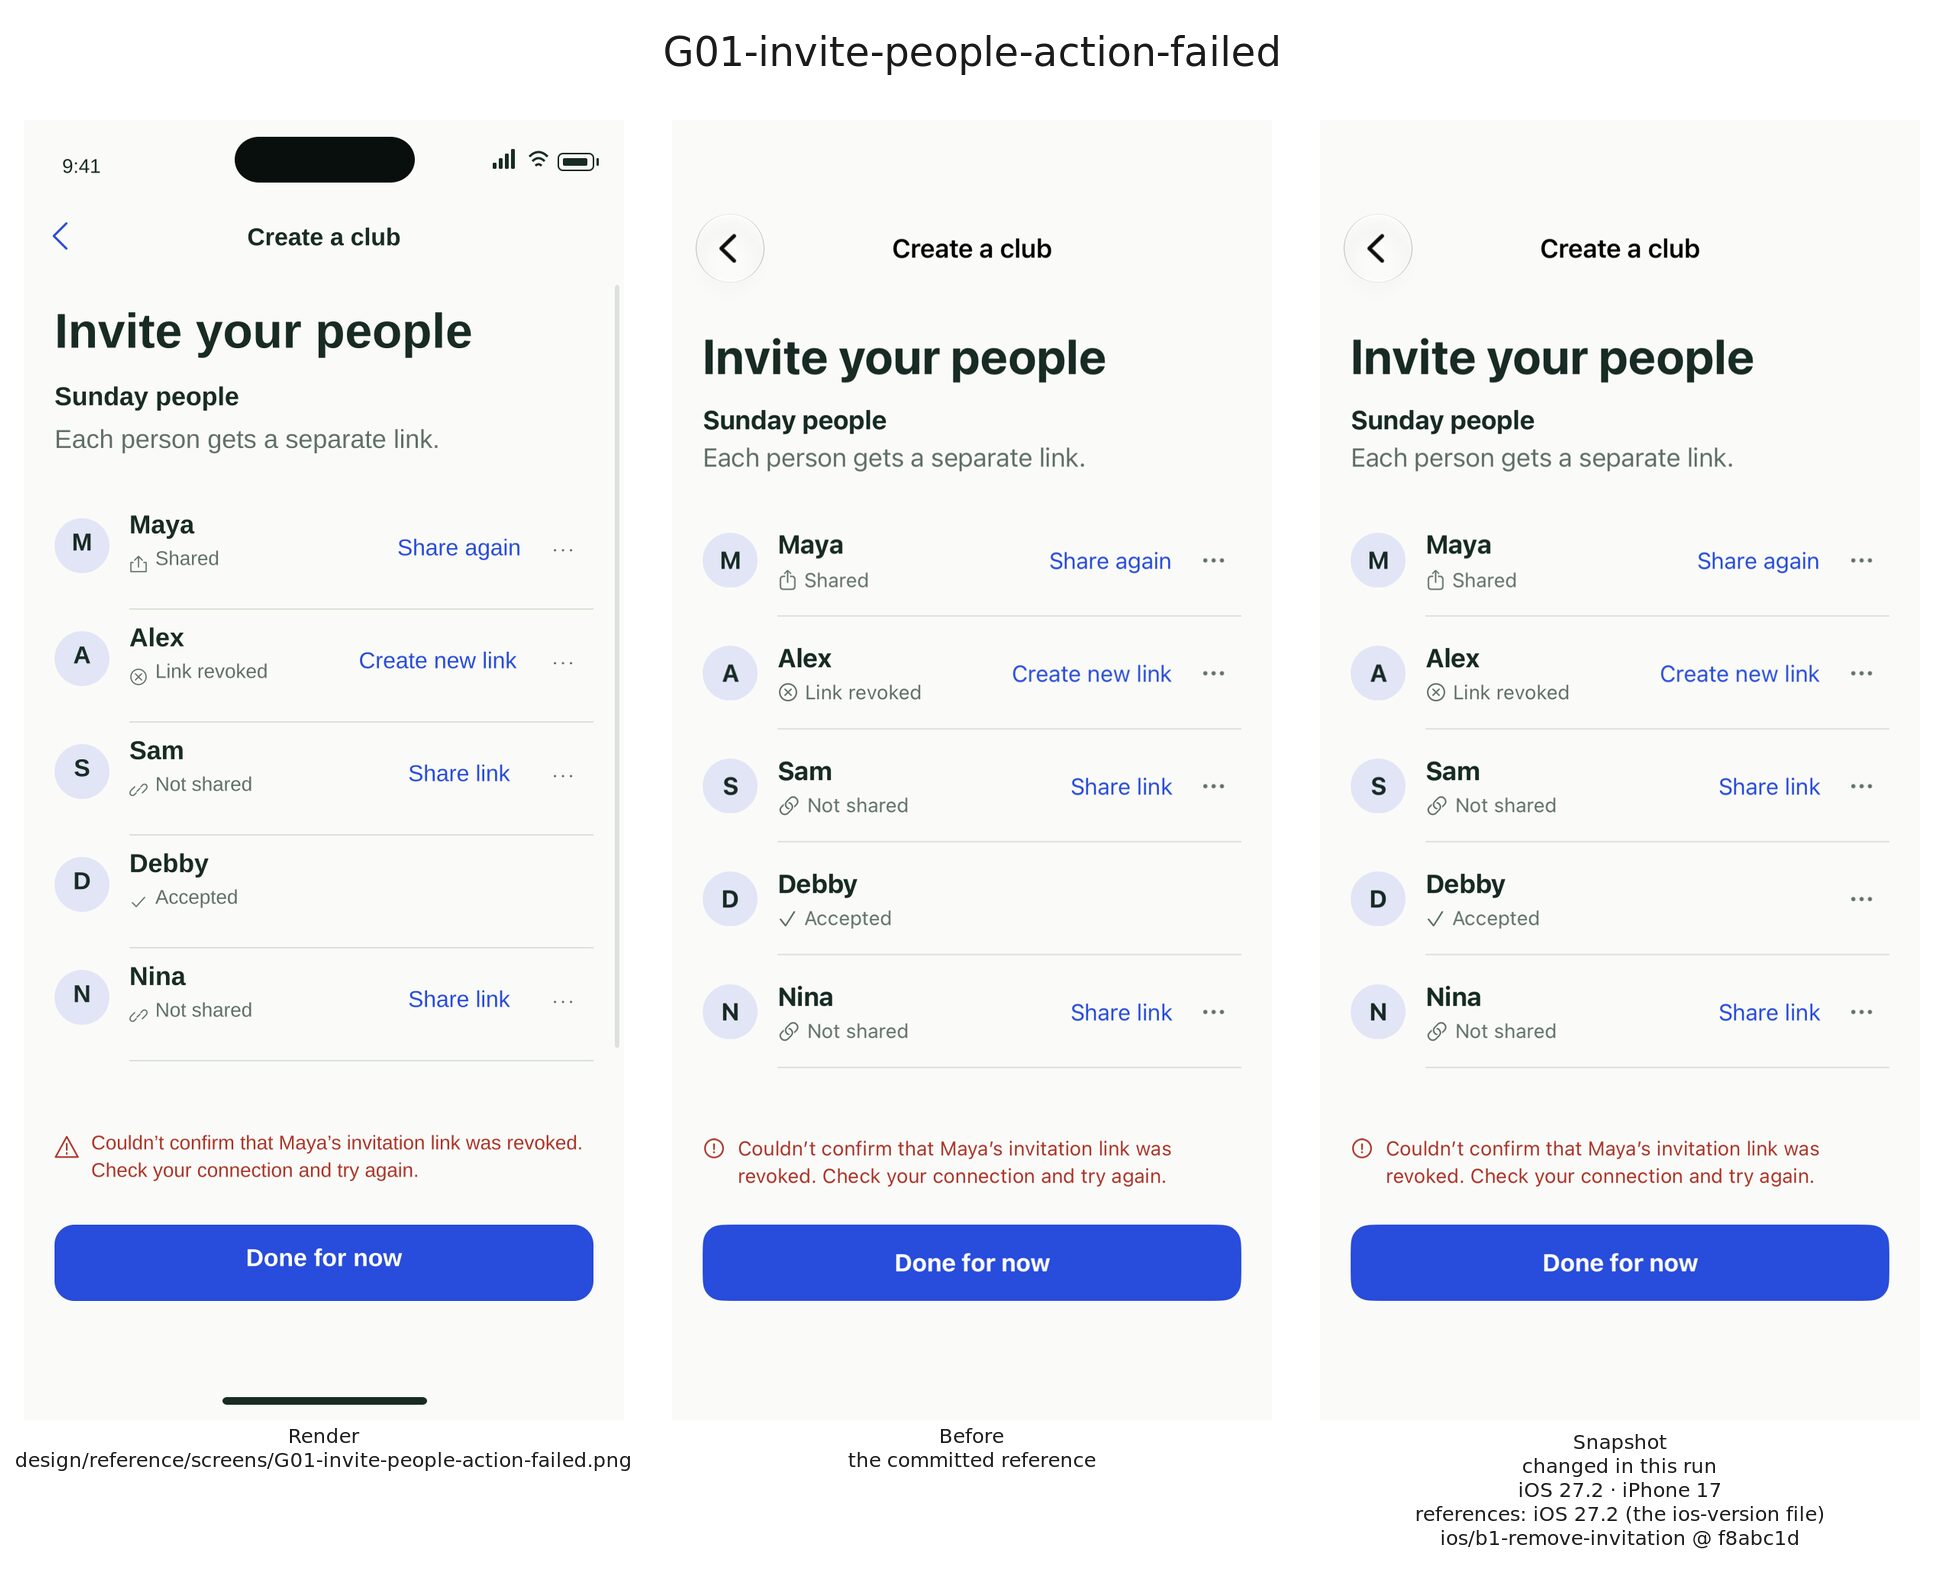 G01-invite-people-action-failed
9:41
Create a club
Invite your people
Sunday people
Each person gets a separate link.
M
Maya
Shared
Share again
...
A
Alex
Link revoked
Create new link
...
S
Sam
Not shared
Share link
...
D
Debby
Accepted
N
Nina
Not shared
Share link
...
Couldn’t confirm that Maya’s invitation link was revoked.
Check your connection and try again.
Done for now
Render
design/reference/screens/G01-invite-people-action-failed.png
Create a club
Invite your people
Sunday people
Each person gets a separate link.
M
Maya
Shared
Share again
...
A
Alex
Link revoked
Create new link
...
S
Sam
Not shared
Share link
...
D
Debby
Accepted
N
Nina
Not shared
Share link
...
Couldn’t confirm that Maya’s invitation link was
revoked. Check your connection and try again.
Done for now
Before
the committed reference
Create a club
Invite your people
Sunday people
Each person gets a separate link.
M
Maya
Shared
Share again
...
A
Alex
Link revoked
Create new link
...
S
Sam
Not shared
Share link
...
D
Debby
Accepted
...
N
Nina
Not shared
Share link
...
Couldn’t confirm that Maya’s invitation link was
revoked. Check your connection and try again.
Done for now
Snapshot
changed in this run
iOS 27.2 · iPhone 17
references: iOS 27.2 (the ios-version file)
ios/b1-remove-invitation @ f8abc1d